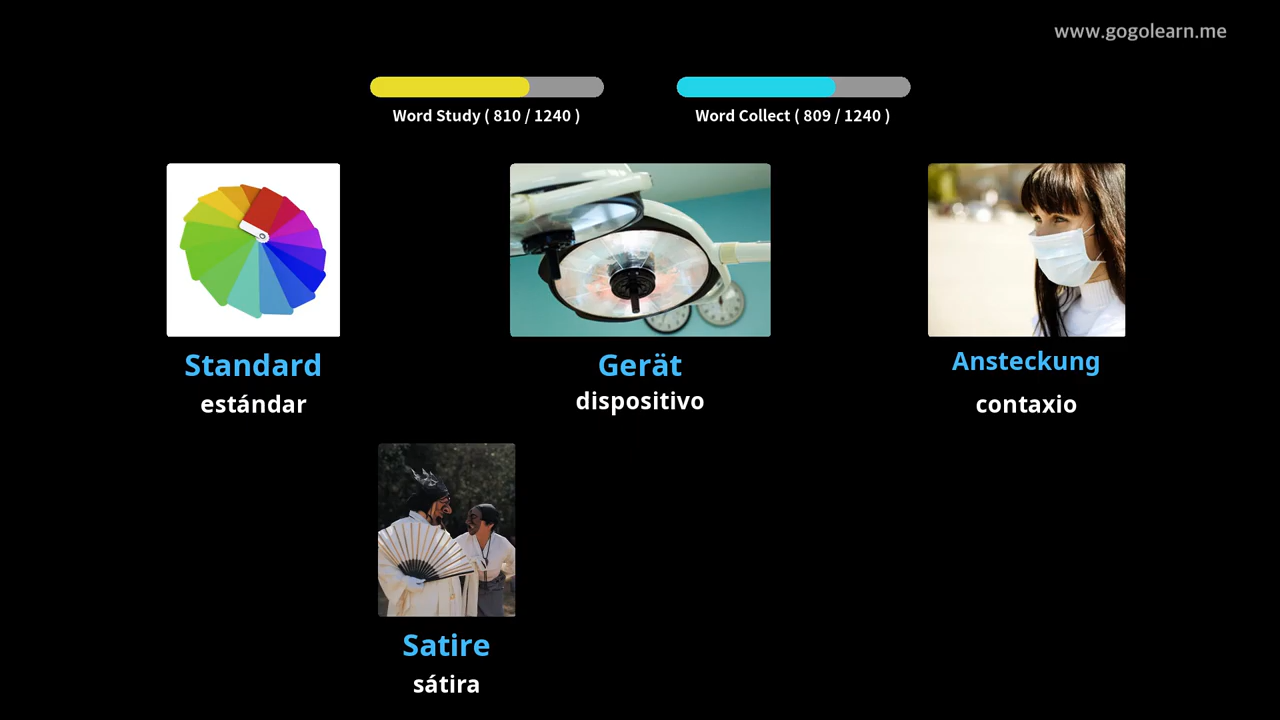 www.gogolearn.me
Word Study ( 810 / 1240 )
Word Collect ( 809 / 1240 )
Standard
estándar
Gerät
dispositivo
Ansteckung
contaxio
Satire
sátira